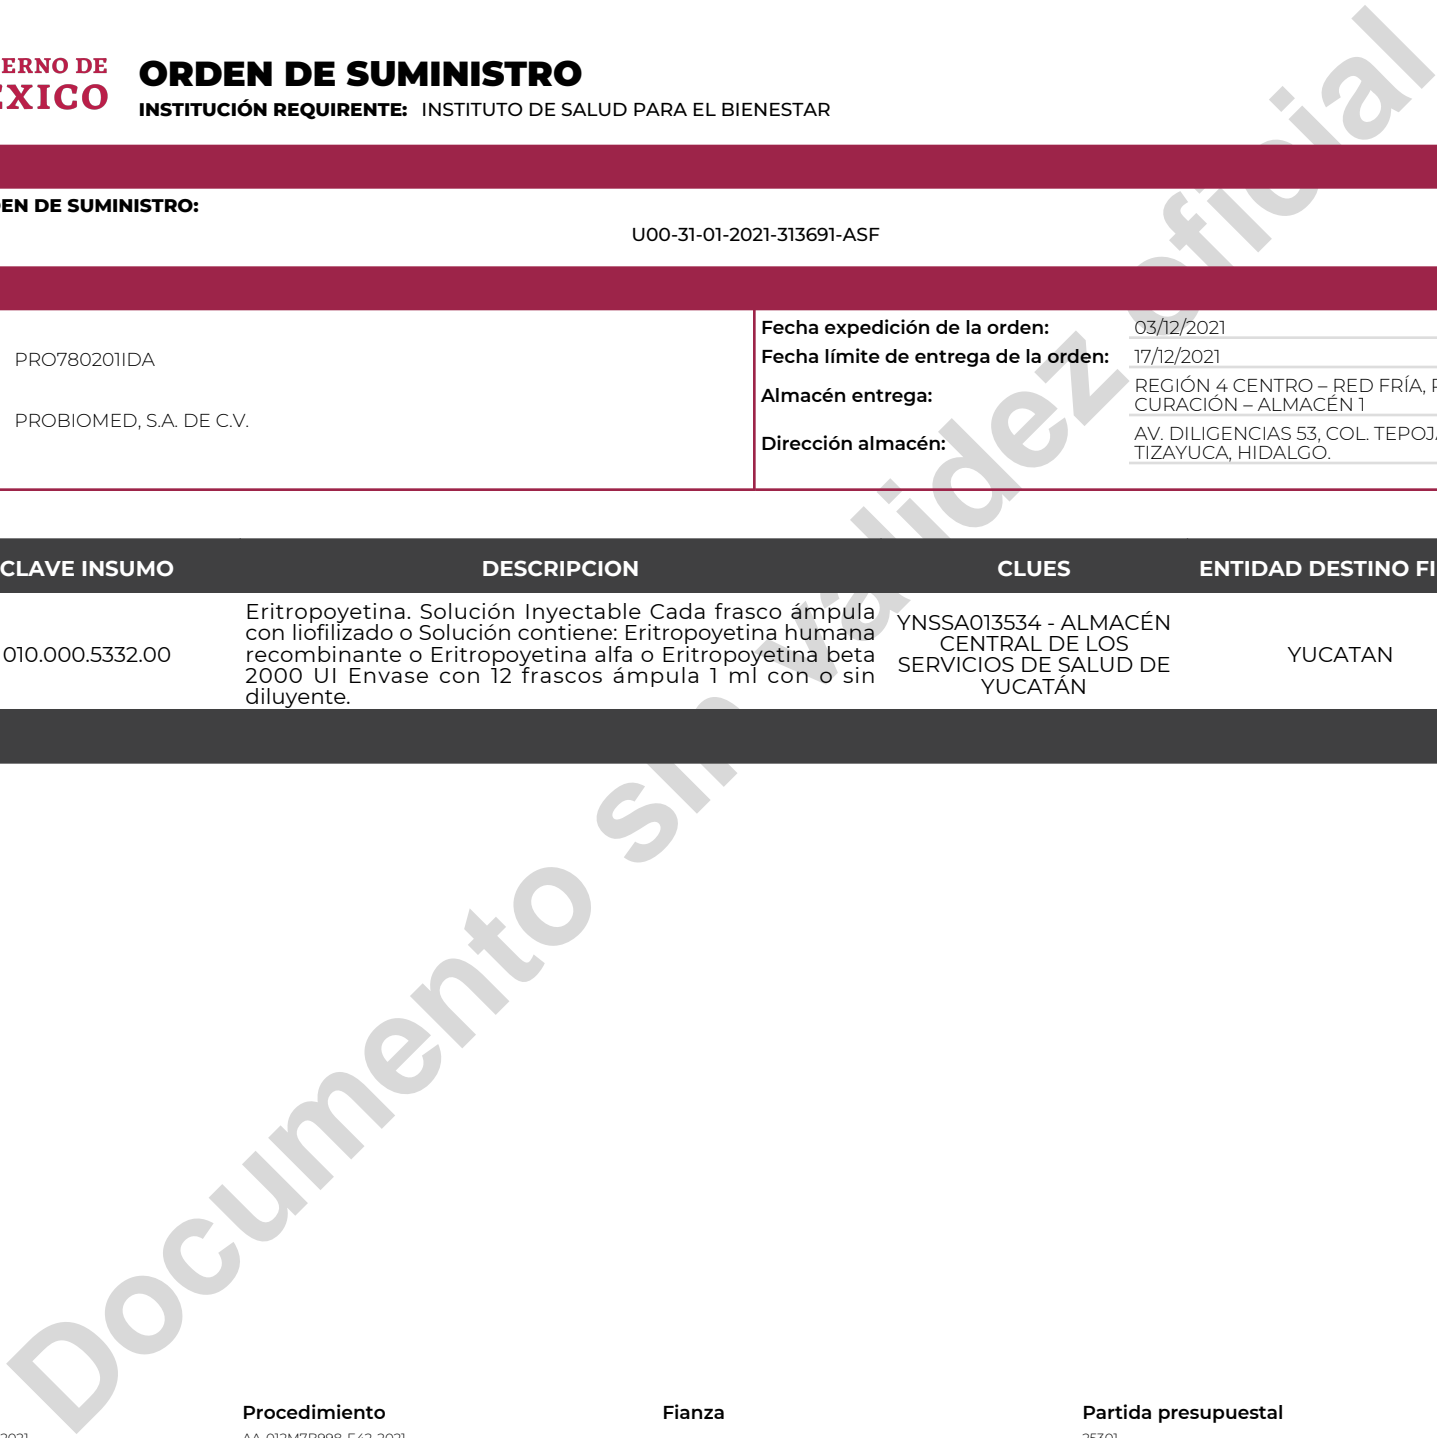 ORDEN DE SUMINISTRO
INSTITUCIÓN REQUIRENTE: INSTITUTO DE SALUD PARA EL BIENESTAR
DE SUMINISTRO:
U00-31-01-2021-313691-ASF
PRO780201IDA
PROBIOMED, S.A. DE C.V.
Fecha expedición de la orden: 03/12/2021
Fecha límite de entrega de la orden: 17/12/2021
Almacén entrega: REGIÓN 4 CENTRO – RED FRÍA,
CURACIÓN – ALMACÉN 1
Dirección almacén: AV. DILIGENCIAS 53, COL.
TIZAYUCA, HIDALGO.
CLAVE INSUMO DESCRIPCION CLUES ENTIDAD DESTINO
010.000.5332.00
Eritropoyetina. Solución Inyectable Cada frasco ámpula
con liofilizado o Solución contiene: Eritropoyetina humana
recombinante o Eritropoyetina alfa o Eritropoyetina beta
2000 UI Envase con 12 frascos ámpula 1 ml con o sin
diluyente.
YNSSA013534 - ALMACÉN
CENTRAL DE LOS
SERVICIOS DE SALUD DE
YUCATÁN
YUCATAN
Documento sin validez oficial
Procedimiento Fianza Partida presupuestal